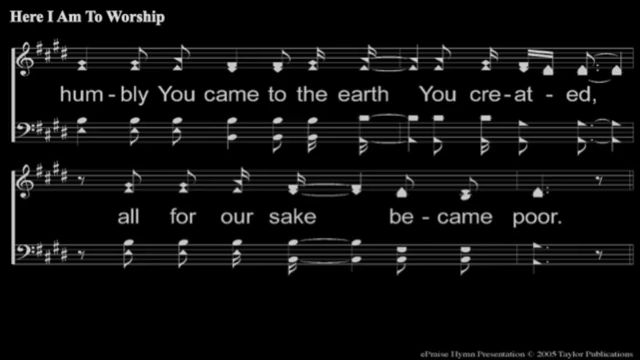 Here I Am To Worship
hum - bly You came to the earth You cre - at - ed,
all for our sake be - came poor.
ePraise Hymn Presentation © 2005 Taylor Publications